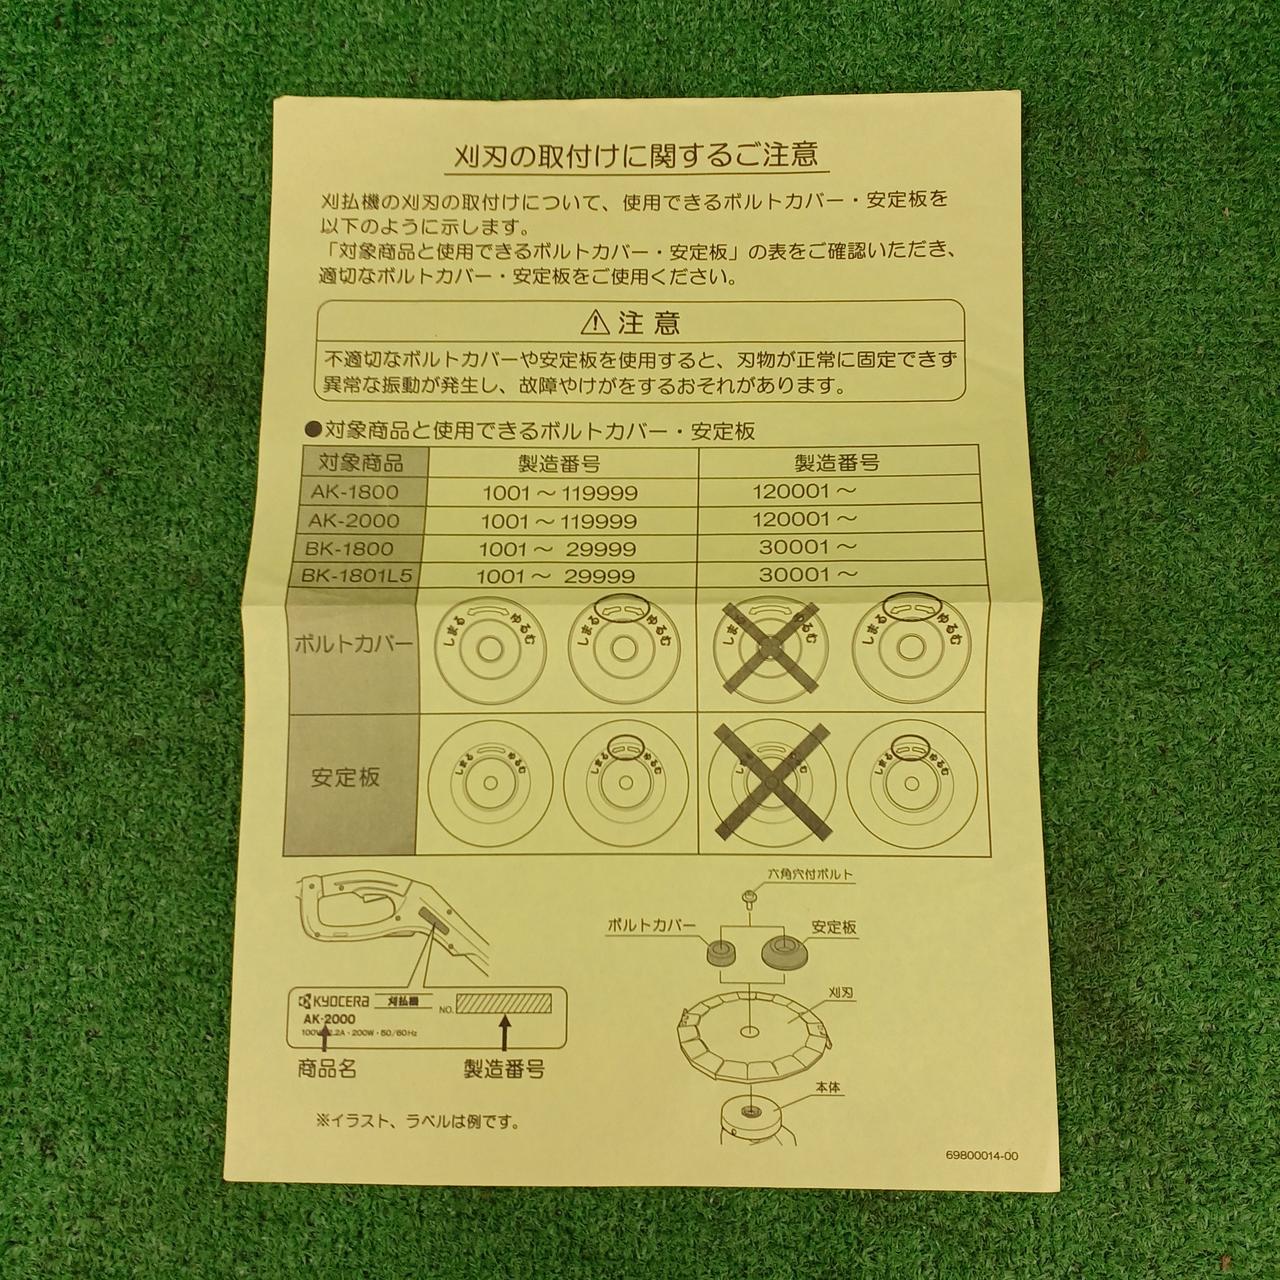 刈刃の取付けに関するご注意
刈払機の刈刃の取付けについて、使用できるボルトカバー・安定板を
以下のように示します。
「対象商品と使用できるボルトカバー・安定板」の表をご確認いただき、
適切なボルトカバー・安定板をご使用ください。
⚠注意
不適切なボルトカバーや安定板を使用すると、刃物が正常に固定できず
異常な振動が発生し、故障やけがをするおそれがあります。
●対象商品と使用できるボルトカバー・安定板
対象商品 製造番号 製造番号
AK-1800 1001～119999 120001～
AK-2000 1001～119999 120001～
BK-1800 1001～ 29999 30001～
BK-1801L5 1001～ 29999 30001～
ボルトカバー
しまる ゆるむ しまる ゆるむ しまる ゆるむ しまる ゆるむ
安定板
しまる ゆるむ しまる ゆるむ しまる ゆるむ
六角穴付ボルト
ボルトカバー 安定板
刈刃
本体
KYOCERA 刈払機 NO.
AK-2000
200W・50/60Hz
商品名 製造番号
※イラスト、ラベルは例です。
69800014-00